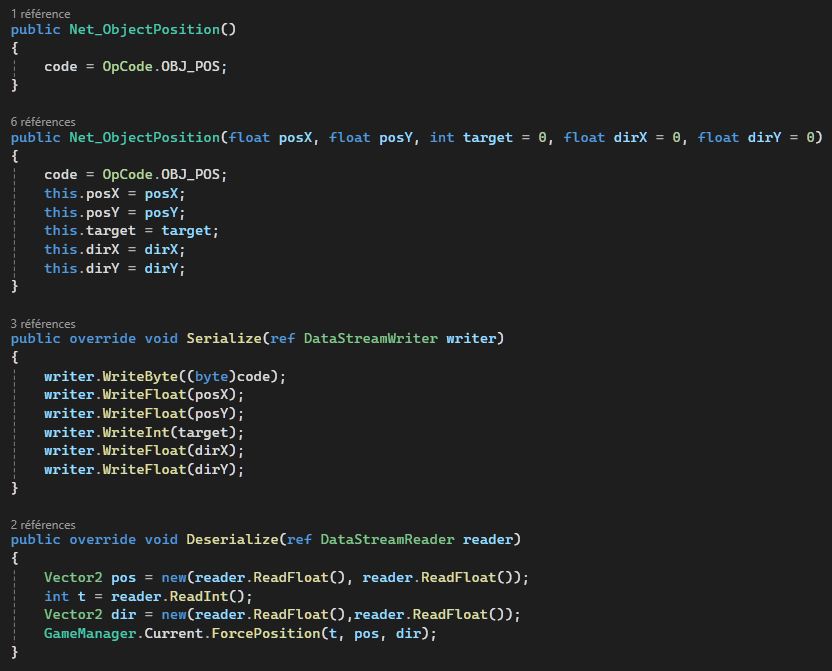 1 référence
public Net_ObjectPosition()
{
code = OpCode.OBJ_POS;
}
6 références
public Net_ObjectPosition(float posX, float posY, int target = 0, float dirX = 0, float dirY = 0)
{
code = OpCode.OBJ_POS;
this.posX = posX;
this.posY = posY;
this.target = target;
this.dirX = dirX;
this.dirY = dirY;
}
3 références
public override void Serialize(ref DataStreamWriter writer)
{
writer.WriteByte((byte)code);
writer.WriteFloat(posX);
writer.WriteFloat(posY);
writer.WriteInt(target);
writer.WriteFloat(dirX);
writer.WriteFloat(dirY);
}
2 références
public override void Deserialize(ref DataStreamReader reader)
{
Vector2 pos = new(reader.ReadFloat(), reader.ReadFloat());
int t = reader.ReadInt();
Vector2 dir = new(reader.ReadFloat(),reader.ReadFloat());
GameManager.Current.ForcePosition(t, pos, dir);
}